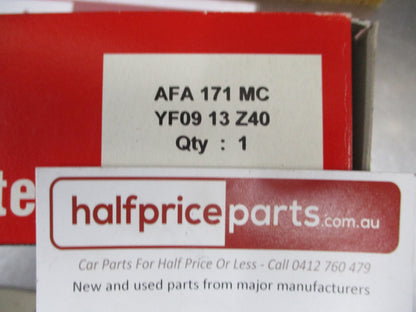 AFA 171 MC
YF09 13 Z40
Qty : 1
te
halfpriceparts.com.au
Car Parts For Half Price Or Less - Call 0412 760 479
New and used parts from major manufacturers